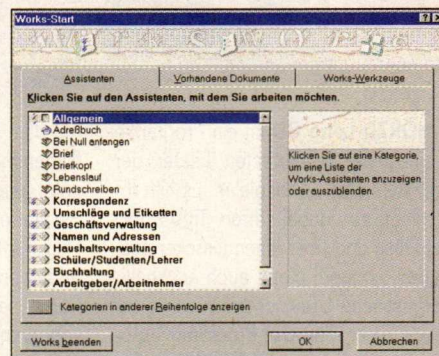 Works-Start
Assistenten
Vorhandene Dokumente
Works-Werkzeuge
Klicken Sie auf den Assistenten, mit dem Sie arbeiten möchten.
Allgemein
Adreßbuch
Bei Null anfangen
Brief
Briefkopf
Lebenslauf
Rundschreiben
Korrespondenz
Umschläge und Etiketten
Geschäftsverwaltung
Namen und Adressen
Haushaltsverwaltung
Schüler/Studenten/Lehrer
Buchhaltung
Arbeitgeber/Arbeitnehmer
Klicken Sie auf eine Kategorie,
um eine Liste der
Works-Assistenten anzuzeigen
oder auszublenden.
Kategorien in anderer Reihenfolge anzeigen
Works beenden
OK
Abbrechen